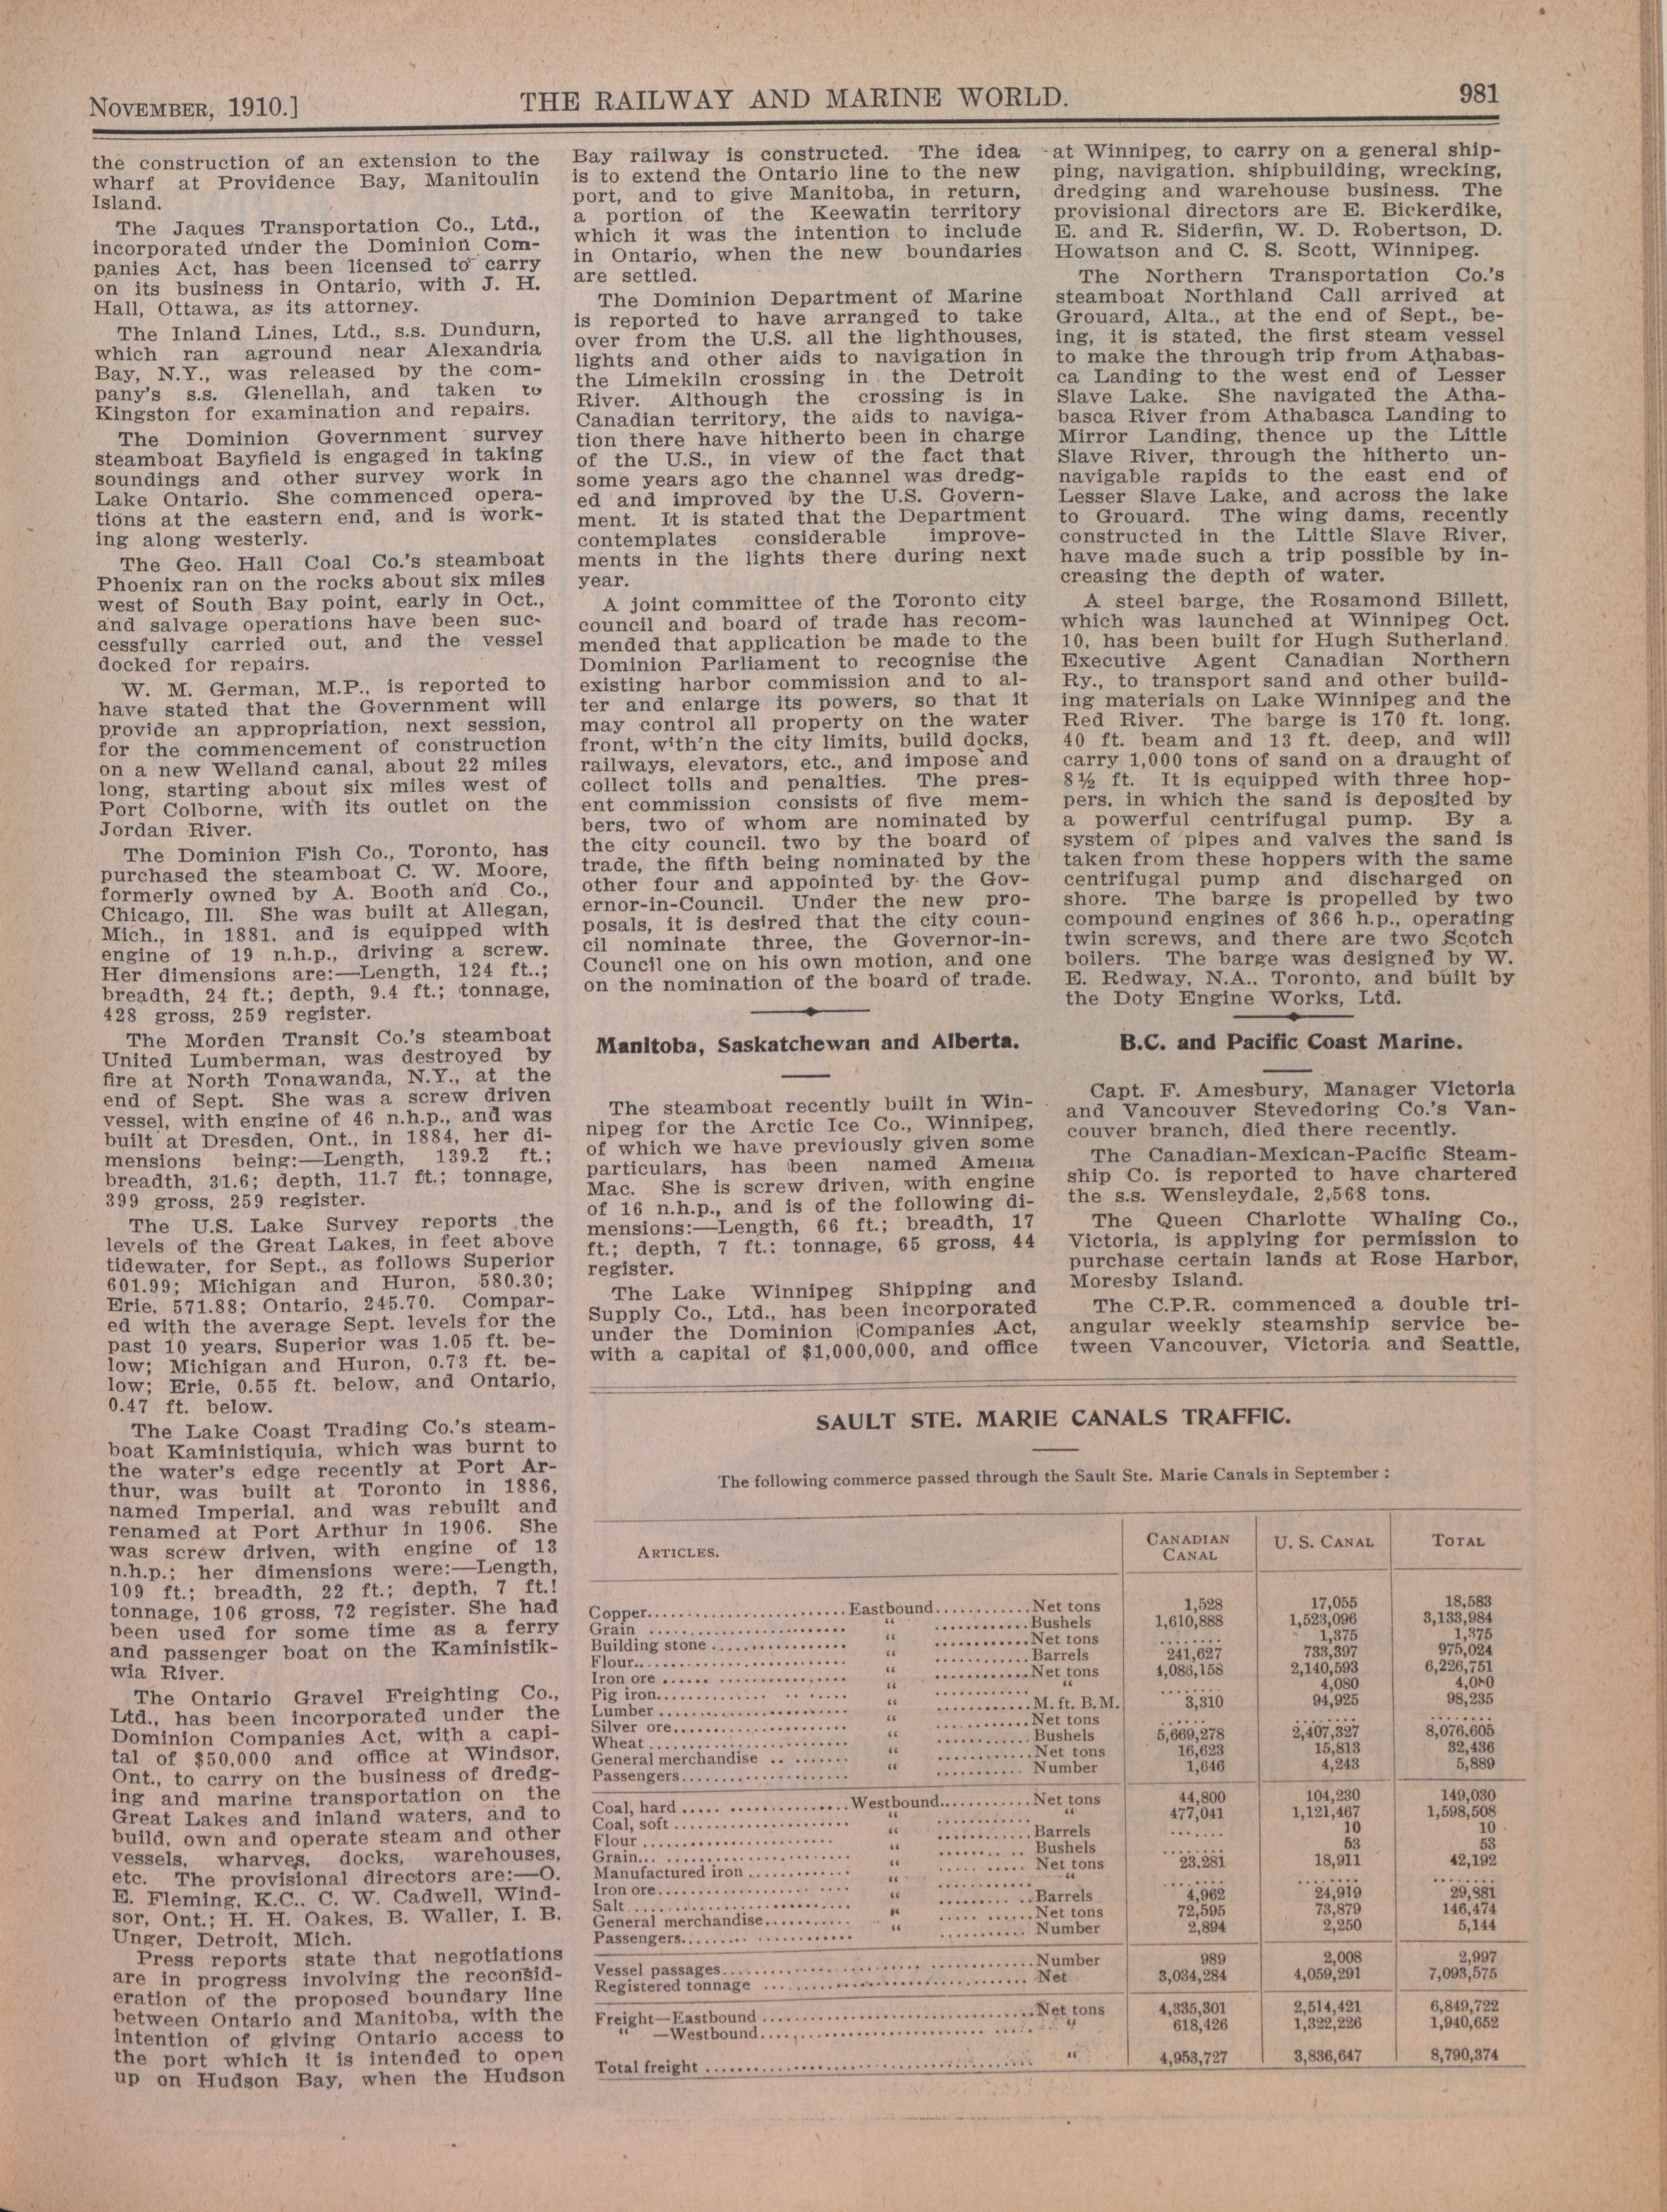 NOVEMBER, 1910.]
THE RAILWAY AND MARINE WORLD.
981
the construction of an extension to the
wharf at Providence Bay, Manitoulin
Island.
The Jaques Transportation Co., Ltd.,
incorporated under the Dominion Com-
panies Act, has been licensed to carry
on its business in Ontario, with J. H.
Hall, Ottawa, as its attorney.
The Inland Lines, Ltd., s.s. Dundurn,
which ran aground near Alexandria
Bay, N.Y., was released by the com-
pany's s.s. Glenellah, and taken to
Kingston for examination and repairs.
The Dominion Government survey
steamboat Bayfield is engaged in taking
soundings and other survey work in
Lake Ontario. She commenced opera-
tions at the eastern end, and is work-
ing along westerly.
The Geo. Hall Coal Co.'s steamboat
Phoenix ran on the rocks about six miles
west of South Bay point, early in Oct.,
and salvage operations have been suc-
cessfully carried out, and the vessel
docked for repairs.
W. M. German, M.P., is reported to
have stated that the Government will
provide an appropriation, next session,
for the commencement of construction
on a new Welland canal, about 22 miles
long, starting about six miles west of
Port Colborne, with its outlet on the
Jordan River.
The Dominion Fish Co., Toronto, has
purchased the steamboat C. W. Moore,
formerly owned by A. Booth and Co.,
Chicago, Ill. She was built at Allegan,
Mich., in 1881, and is equipped with
engine of 19 n.h.p., driving a screw.
Her dimensions are:—Length, 124 ft..;
breadth, 24 ft.; depth, 9.4 ft.; tonnage,
428 gross, 259 register.
The Morden Transit Co.'s steamboat
United Lumberman, was destroyed by
fire at North Tonawanda, N.Y., at the
end of Sept. She was a screw driven
vessel, with engine of 46 n.h.p., and was
built at Dresden, Ont., in 1884, her di-
mensions being:—Length, 139.2 ft.;
breadth, 31.6; depth, 11.7 ft.; tonnage,
399 gross, 259 register.
The U.S. Lake Survey reports the
levels of the Great Lakes, in feet above
tidewater, for Sept., as follows Superior
601.99; Michigan and Huron, 580.30;
Erie, 571.88; Ontario, 245.70. Compar-
ed with the average Sept. levels for the
past 10 years, Superior was 1.05 ft. be-
low; Michigan and Huron, 0.73 ft. be-
low; Erie, 0.55 ft. below, and Ontario,
0.47 ft. below.
The Lake Coast Trading Co.'s steam-
boat Kaministiquia, which was burnt to
the water's edge recently at Port Ar-
thur, was built at Toronto in 1886,
named Imperial, and was rebuilt and
renamed at Port Arthur in 1906. She
was screw driven, with engine of 13
n.h.p.; her dimensions were:—Length,
109 ft.; breadth, 22 ft.; depth, 7 ft.!
tonnage, 106 gross, 72 register. She had
been used for some time as a ferry
and passenger boat on the Kaministik-
wia River.
The Ontario Gravel Freighting Co.,
Ltd., has been incorporated under the
Dominion Companies Act, with a capi-
tal of $50,000 and office at Windsor,
Ont., to carry on the business of dredg-
ing and marine transportation on the
Great Lakes and inland waters, and to
build, own and operate steam and other
vessels, wharves, docks, warehouses,
etc. The provisional directors are:—O.
E. Fleming, K.C., C. W. Cadwell, Wind-
sor, Ont.; H. H. Oakes, B. Waller, I. B.
Unger, Detroit, Mich.
Press reports state that negotiations
are in progress involving the reconsid-
eration of the proposed boundary line
between Ontario and Manitoba, with the
intention of giving Ontario access to
the port which it is intended to open
up on Hudson Bay, when the Hudson
Bay railway is constructed. The idea
is to extend the Ontario line to the new
port, and to give Manitoba, in return,
a portion of the Keewatin territory
which it was the intention to include
in Ontario, when the new boundaries
are settled.
The Dominion Department of Marine
is reported to have arranged to take
over from the U.S. all the lighthouses,
lights and other aids to navigation in
the Limekiln crossing in the Detroit
River. Although the crossing is in
Canadian territory, the aids to naviga-
tion there have hitherto been in charge
of the U.S., in view of the fact that
some years ago the channel was dredg-
ed and improved by the U.S. Govern-
ment. It is stated that the Department
contemplates considerable improve-
ments in the lights there during next
year.
A joint committee of the Toronto city
council and board of trade has recom-
mended that application be made to the
Dominion Parliament to recognise the
existing harbor commission and to al-
ter and enlarge its powers, so that it
may control all property on the water
front, with'n the city limits, build docks,
railways, elevators, etc., and impose and
collect tolls and penalties. The pres-
ent commission consists of five mem-
bers, two of whom are nominated by
the city council. two by the board of
trade, the fifth being nominated by the
other four and appointed by the Gov-
ernor-in-Council. Under the new pro-
posals, it is desired that the city coun-
cil nominate three, the Governor-in-
Council one on his own motion, and one
on the nomination of the board of trade.
Manitoba, Saskatchewan and Alberta.
The steamboat recently built in Win-
nipeg for the Arctic Ice Co., Winnipeg,
of which we have previously given some
particulars, has been named Amena
Mac. She is screw driven, with engine
of 16 n.h.p., and is of the following di-
mensions:—Length, 66 ft.; breadth, 17
ft.; depth, 7 ft.: tonnage, 65 gross, 44
register.
The Lake Winnipeg Shipping and
Supply Co., Ltd., has been incorporated
under the Dominion Companies Act,
with a capital of $1,000,000, and office
at Winnipeg, to carry on a general ship-
ping, navigation, shipbuilding, wrecking,
dredging and warehouse business. The
provisional directors are E. Bickerdike,
E. and R. Siderfin, W. D. Robertson, D.
Howatson and C. S. Scott, Winnipeg.
The Northern Transportation Co.'s
steamboat Northland Call arrived at
Grouard, Alta., at the end of Sept., be-
ing, it is stated, the first steam vessel
to make the through trip from Athabas-
ca Landing to the west end of Lesser
Slave Lake. She navigated the Atha-
basca River from Athabasca Landing to
Mirror Landing, thence up the Little
Slave River, through the hitherto un-
navigable rapids to the east end of
Lesser Slave Lake, and across the lake
to Grouard. The wing dams, recently
constructed in the Little Slave River,
have made such a trip possible by in-
creasing the depth of water.
A steel barge, the Rosamond Billett,
which was launched at Winnipeg Oct.
10, has been built for Hugh Sutherland,
Executive Agent Canadian Northern
Ry., to transport sand and other build-
ing materials on Lake Winnipeg and the
Red River. The barge is 170 ft. long,
40 ft. beam and 13 ft. deep, and will
carry 1,000 tons of sand on a draught of
8½ ft. It is equipped with three hop-
pers, in which the sand is deposited by
a powerful centrifugal pump. By a
system of pipes and valves the sand is
taken from these hoppers with the same
centrifugal pump and discharged on
shore. The barge is propelled by two
compound engines of 366 h.p., operating
twin screws, and there are two Scotch
boilers. The barge was designed by W.
E. Redway, N.A.. Toronto, and built by
the Doty Engine Works, Ltd.
B.C. and Pacific Coast Marine.
Capt. F. Amesbury, Manager Victoria
and Vancouver Stevedoring Co.'s Van-
couver branch, died there recently.
The Canadian-Mexican-Pacific Steam-
ship Co. is reported to have chartered
the s.s. Wensleydale, 2,568 tons.
The Queen Charlotte Whaling Co.,
Victoria, is applying for permission to
purchase certain lands at Rose Harbor,
Moresby Island.
The C.P.R. commenced a double tri-
angular weekly steamship service be-
tween Vancouver, Victoria and Seattle,
SAULT STE. MARIE CANALS TRAFFIC.
The following commerce passed through the Sault Ste. Marie Canals in September :
ARTICLES. CANADIAN CANAL U. S. CANAL TOTAL
Copper........Eastbound........Net tons 1,528 17,055 18,583
Grain ........ " ........Bushels 1,610,888 1,523,096 3,133,984
Building stone ........ " ........Net tons ........ 1,375 1,375
Flour........ " ........Barrels 241,627 733,397 975,024
Iron ore ........ " ........Net tons 4,086,158 2,140,593 6,226,751
Pig iron........ " ........ " ........ 4,080 4,080
Lumber ........ " ........M. ft. B.M. 3,310 94,925 98,235
Silver ore........ " ........Net tons ........ ........ ........
Wheat ........ " ........Bushels 5,669,278 2,407,327 8,076,605
General merchandise ........ " ........Net tons 16,623 15,813 32,436
Passengers........ " ........Number 1,646 4,243 5,889
Coal, hard ........Westbound........Net tons 44,800 104,230 149,030
Coal, soft ........ " ........ " 477,041 1,121,467 1,598,508
Flour ........ " ........Barrels ........ 10 10
Grain........ " ........Bushels ........ 53 53
Manufactured iron ........ " ........Net tons 23,281 18,911 42,192
Iron ore........ " ........ " ........ ........ ........
Salt ........ " ........Barrels 4,962 24,919 29,881
General merchandise........ " ........Net tons 72,595 73,879 146,474
Passengers........ " ........Number 2,894 2,250 5,144
Vessel passages........Number 989 2,008 2,997
Registered tonnage ........Net 3,034,284 4,059,291 7,093,575
Freight—Eastbound ........Net tons 4,335,301 2,514,421 6,849,722
" —Westbound........ " 618,426 1,322,226 1,940,652
Total freight ........ " 4,953,727 3,836,647 8,790,374